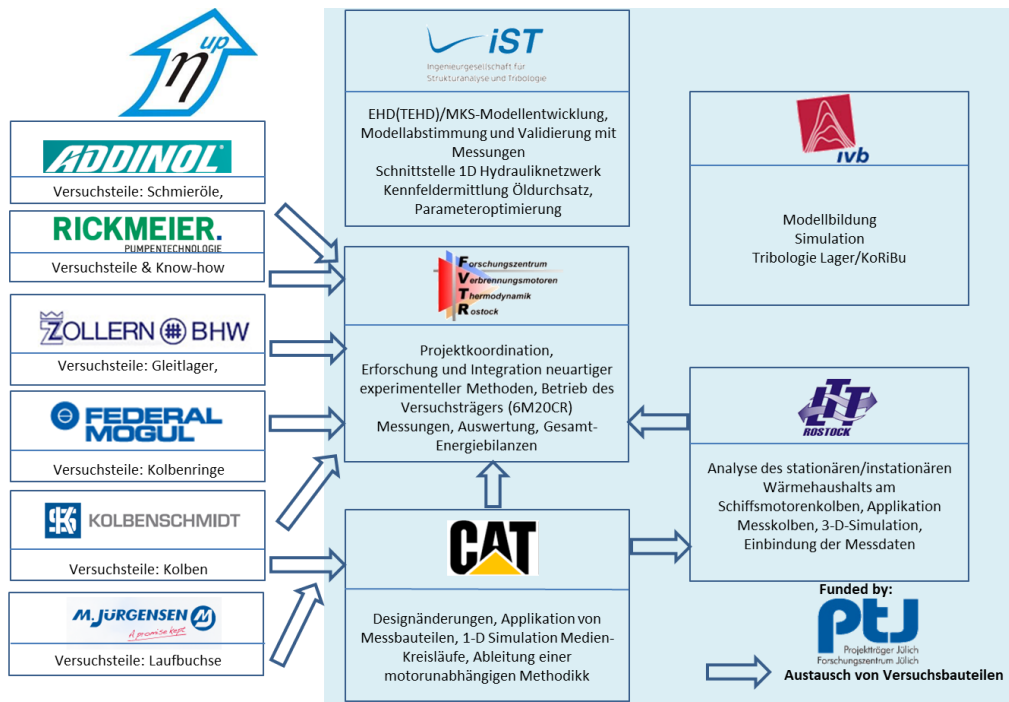 η up
ADDINOL®
Versuchsteile: Schmieröle,
RICKMEIER.
PUMPENTECHNOLOGIE
Versuchsteile & Know-how
ZOLLERN BHW
Versuchsteile: Gleitlager,
FEDERAL
MOGUL
Versuchsteile: Kolbenringe
KS KOLBENSCHMIDT
Versuchsteile: Kolben
M. JÜRGENSEN M
A promise kept
Versuchsteile: Laufbuchse
iST
Ingenieurgesellschaft für
Strukturanalyse und Tribologie
EHD(TEHD)/MKS-Modellentwicklung,
Modellabstimmung und Validierung mit
Messungen
Schnittstelle 1D Hydrauliknetzwerk
Kennfeldermittlung Öldurchsatz,
Parameteroptimierung
Forschungszentrum
Verbrennungsmotoren
Thermodynamik
Rostock
Projektkoordination,
Erforschung und Integration neuartiger
experimenteller Methoden, Betrieb des
Versuchsträgers (6M20CR)
Messungen, Auswertung, Gesamt-
Energiebilanzen
CAT
Designänderungen, Applikation von
Messbauteilen, 1-D Simulation Medien-
Kreisläufe, Ableitung einer
motorunabhängigen Methodikk
ivb
Modellbildung
Simulation
Tribologie Lager/KoRiBu
LTT
ROSTOCK
Analyse des stationären/instationären
Wärmehaushalts am
Schiffsmotorenkolben, Applikation
Messkolben, 3-D-Simulation,
Einbindung der Messdaten
Funded by:
PtJ
Projektträger Jülich
Forschungszentrum Jülich
Austausch von Versuchsbauteilen